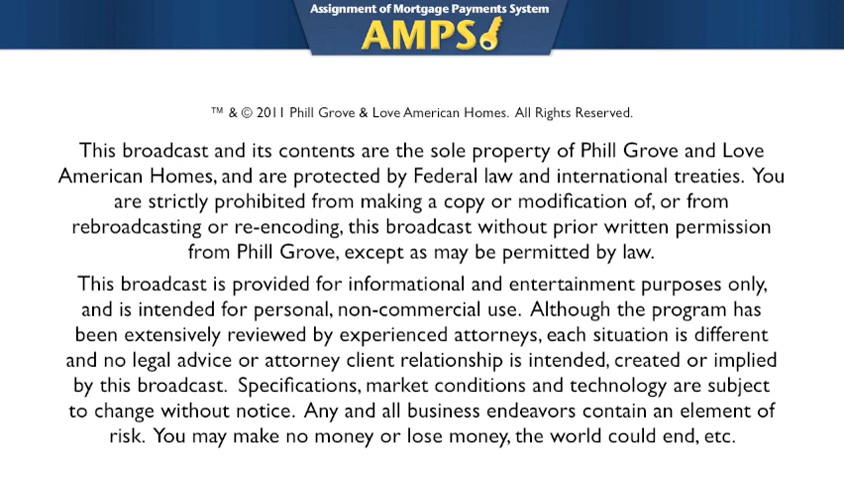 Assignment of Mortgage Payments System
AMPS
™ & © 2011 Phill Grove & Love American Homes. All Rights Reserved.
This broadcast and its contents are the sole property of Phill Grove and Love
American Homes, and are protected by Federal law and international treaties. You
are strictly prohibited from making a copy or modification of, or from
rebroadcasting or re-encoding, this broadcast without prior written permission
from Phill Grove, except as may be permitted by law.
This broadcast is provided for informational and entertainment purposes only,
and is intended for personal, non-commercial use. Although the program has
been extensively reviewed by experienced attorneys, each situation is different
and no legal advice or attorney client relationship is intended, created or implied
by this broadcast. Specifications, market conditions and technology are subject
to change without notice. Any and all business endeavors contain an element of
risk. You may make no money or lose money, the world could end, etc.